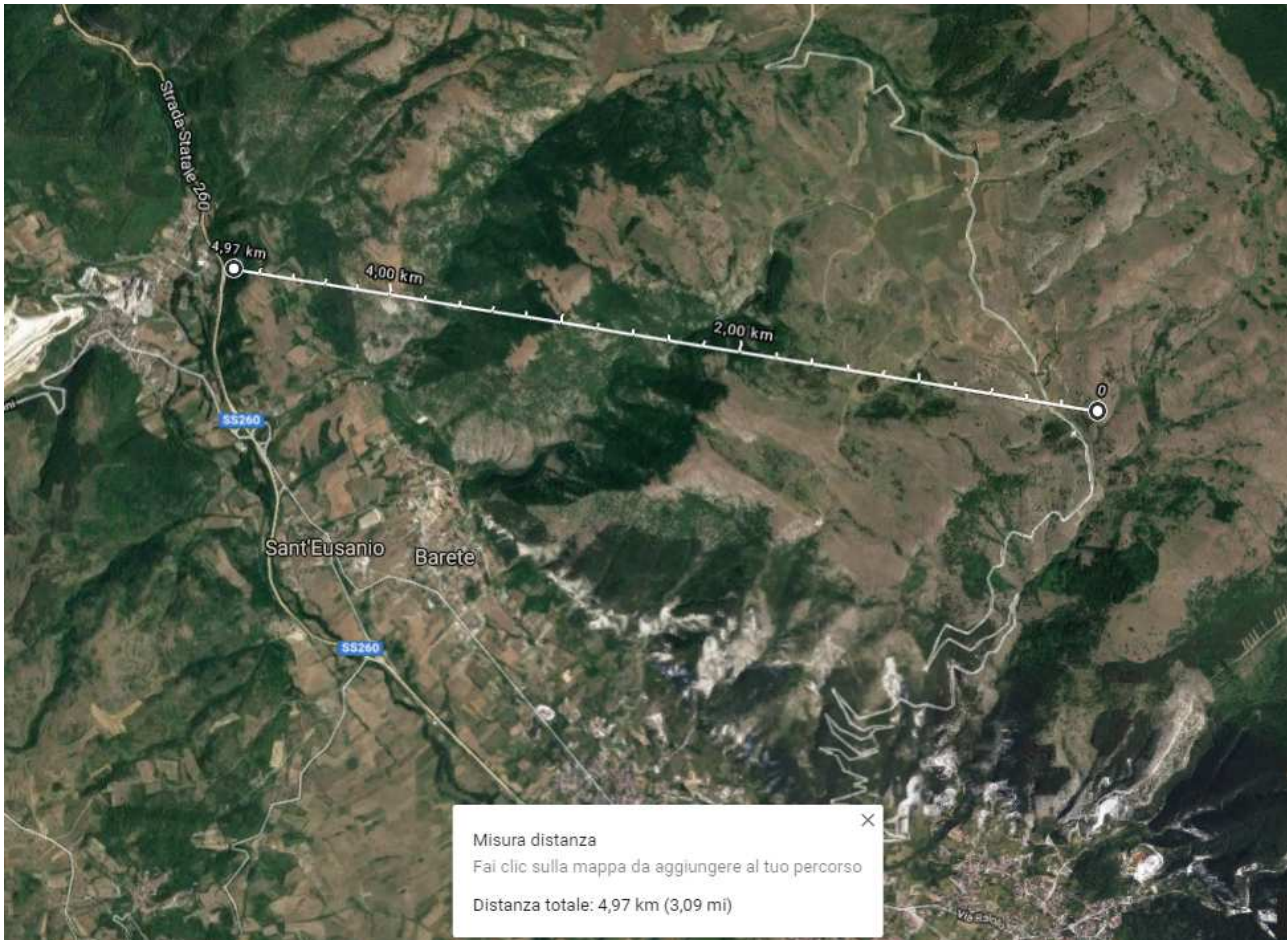 Strada Statale 260
4,97 km
4,00 km
2,00 km
0
SS260
Sant'Eusanio
Barete
SS260
Misura distanza
Fai clic sulla mappa da aggiungere al tuo percorso
Distanza totale: 4,97 km (3,09 mi)